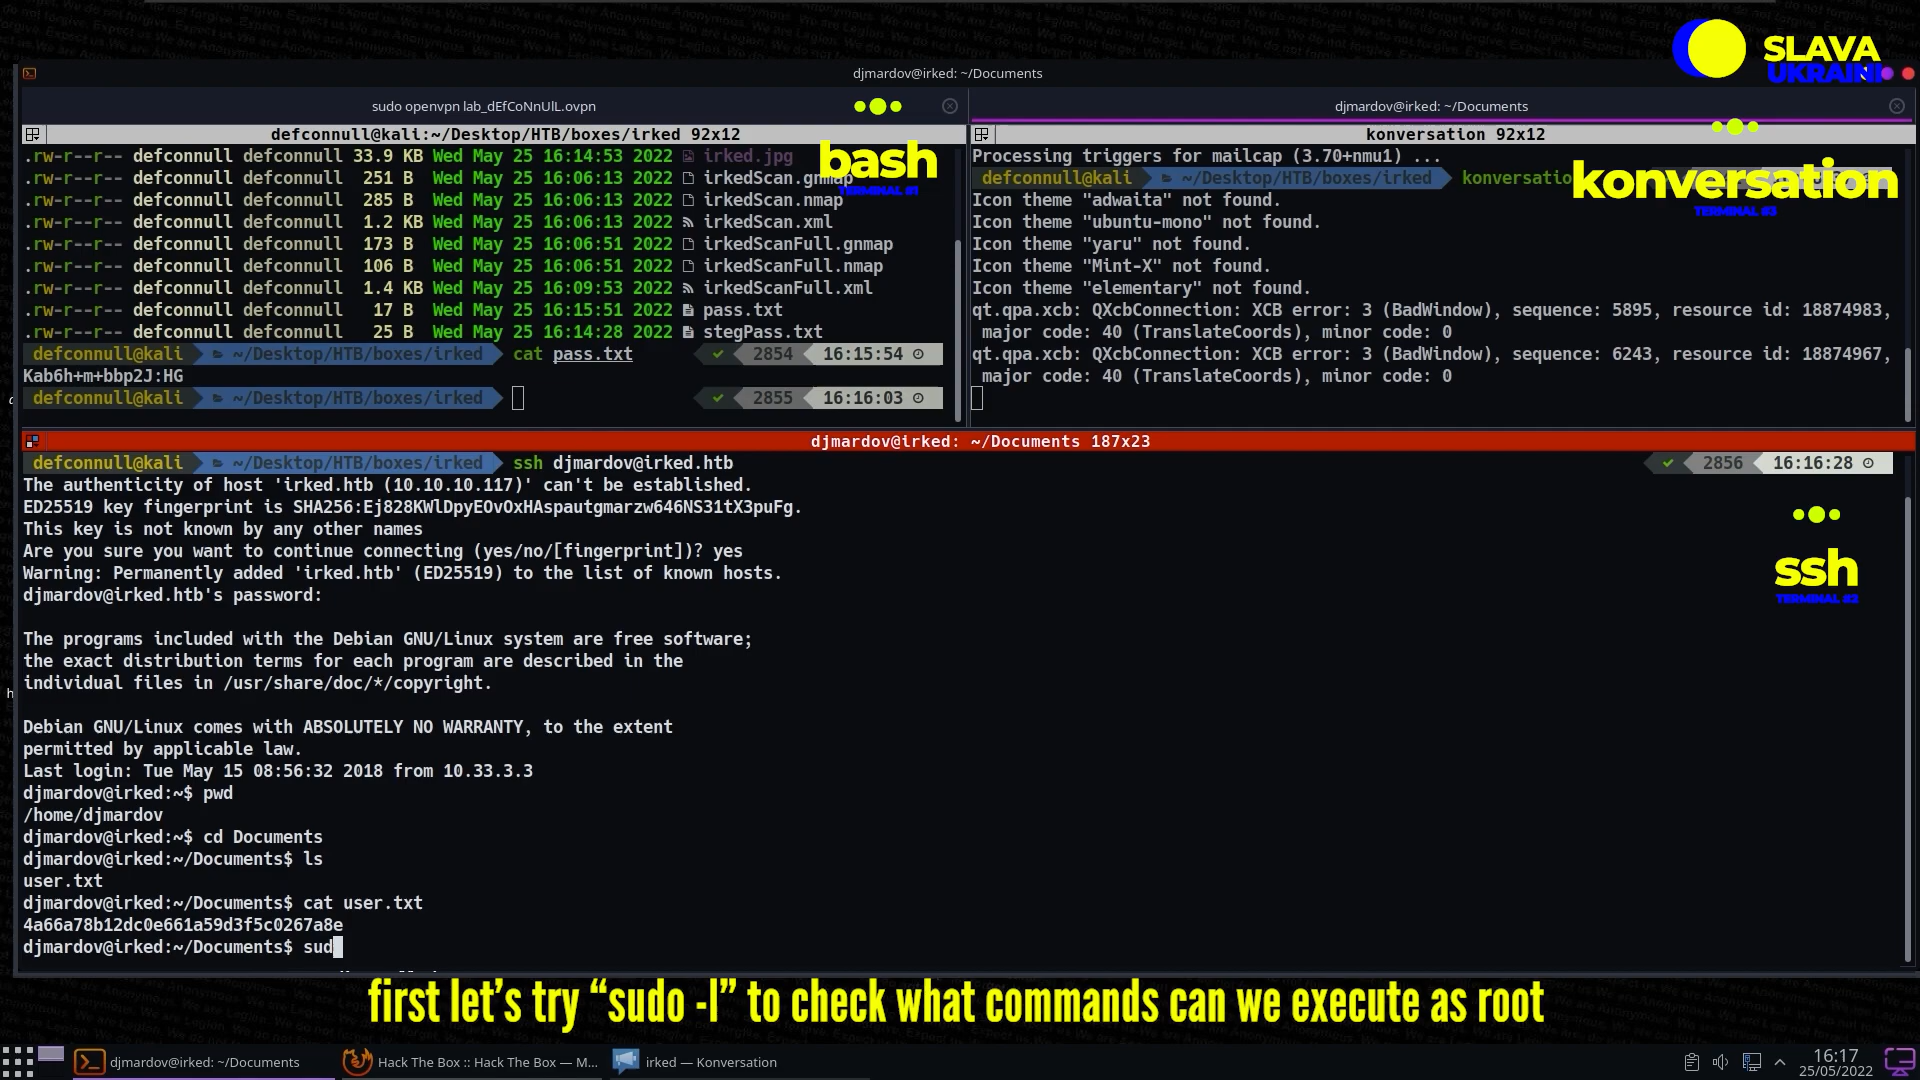 SLAVA
UKRAINI
djmardov@irked: ~/Documents
sudo openvpn lab_dEfCoNnUlL.ovpn
defconnull@kali:~/Desktop/HTB/boxes/irked 92x12
.rw-r--r-- defconnull defconnull 33.9 KB Wed May 25 16:14:53 2022 irked.jpg
.rw-r--r-- defconnull defconnull 251 B Wed May 25 16:06:13 2022 irkedScan.gnmap
.rw-r--r-- defconnull defconnull 285 B Wed May 25 16:06:13 2022 irkedScan.nmap
.rw-r--r-- defconnull defconnull 1.2 KB Wed May 25 16:06:13 2022 irkedScan.xml
.rw-r--r-- defconnull defconnull 173 B Wed May 25 16:06:51 2022 irkedScanFull.gnmap
.rw-r--r-- defconnull defconnull 106 B Wed May 25 16:06:51 2022 irkedScanFull.nmap
.rw-r--r-- defconnull defconnull 1.4 KB Wed May 25 16:09:53 2022 irkedScanFull.xml
.rw-r--r-- defconnull defconnull 17 B Wed May 25 16:15:51 2022 pass.txt
.rw-r--r-- defconnull defconnull 25 B Wed May 25 16:14:28 2022 stegPass.txt
defconnull@kali ~/Desktop/HTB/boxes/irked cat pass.txt ✔ 2854 16:15:54
Kab6h+m+bbp2J:HG
defconnull@kali ~/Desktop/HTB/boxes/irked ✔ 2855 16:16:03
bash
TERMINAL #1
djmardov@irked: ~/Documents
konversation 92x12
Processing triggers for mailcap (3.70+nmu1) ...
defconnull@kali ~/Desktop/HTB/boxes/irked konversatio
Icon theme "adwaita" not found.
Icon theme "ubuntu-mono" not found.
Icon theme "yaru" not found.
Icon theme "Mint-X" not found.
Icon theme "elementary" not found.
qt.qpa.xcb: QXcbConnection: XCB error: 3 (BadWindow), sequence: 5895, resource id: 18874983,
major code: 40 (TranslateCoords), minor code: 0
qt.qpa.xcb: QXcbConnection: XCB error: 3 (BadWindow), sequence: 6243, resource id: 18874967,
major code: 40 (TranslateCoords), minor code: 0
konversation
TERMINAL #3
djmardov@irked: ~/Documents 187x23
defconnull@kali ~/Desktop/HTB/boxes/irked ssh djmardov@irked.htb ✔ 2856 16:16:28
The authenticity of host 'irked.htb (10.10.10.117)' can't be established.
ED25519 key fingerprint is SHA256:Ej828KWlDpyEOvOxHAspautgmarzw646NS31tX3puFg.
This key is not known by any other names
Are you sure you want to continue connecting (yes/no/[fingerprint])? yes
Warning: Permanently added 'irked.htb' (ED25519) to the list of known hosts.
djmardov@irked.htb's password:
The programs included with the Debian GNU/Linux system are free software;
the exact distribution terms for each program are described in the
individual files in /usr/share/doc/*/copyright.
Debian GNU/Linux comes with ABSOLUTELY NO WARRANTY, to the extent
permitted by applicable law.
Last login: Tue May 15 08:56:32 2018 from 10.33.3.3
djmardov@irked:~$ pwd
/home/djmardov
djmardov@irked:~$ cd Documents
djmardov@irked:~/Documents$ ls
user.txt
djmardov@irked:~/Documents$ cat user.txt
4a66a78b12dc0e661a59d3f5c0267a8e
djmardov@irked:~/Documents$ sud
ssh
TERMINAL #2
first let's try “sudo -l” to check what commands can we execute as root
djmardov@irked: ~/Documents
Hack The Box :: Hack The Box — M...
irked — Konversation
16:17
25/05/2022